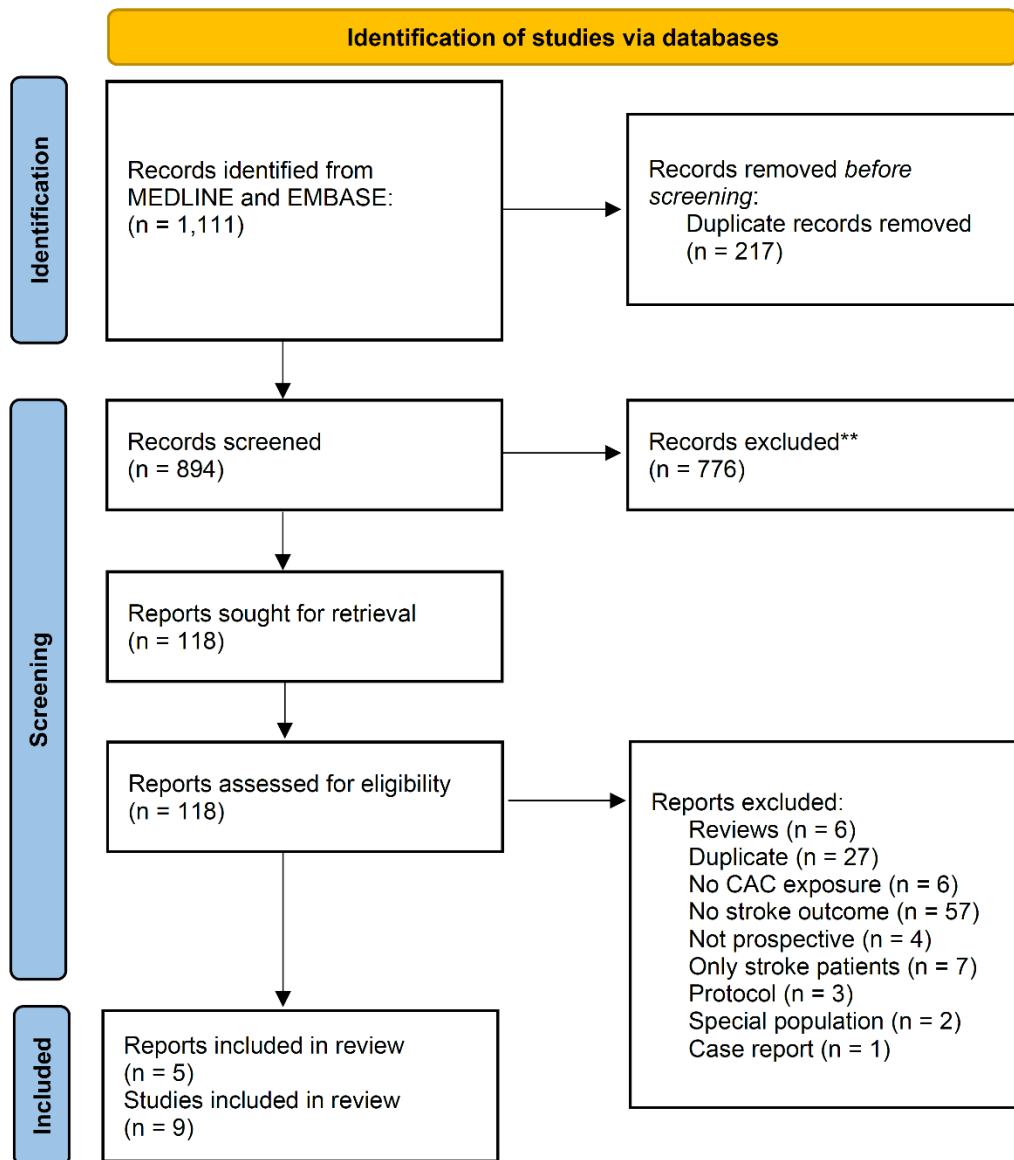 Identification of studies via databases
Identification
Records identified from
MEDLINE and EMBASE:
(n = 1,111)
Records removed before
screening:
Duplicate records removed
(n = 217)
Screening
Records screened
(n = 894)
Records excluded**
(n = 776)
Reports sought for retrieval
(n = 118)
Reports assessed for eligibility
(n = 118)
Reports excluded:
Reviews (n = 6)
Duplicate (n = 27)
No CAC exposure (n = 6)
No stroke outcome (n = 57)
Not prospective (n = 4)
Only stroke patients (n = 7)
Protocol (n = 3)
Special population (n = 2)
Case report (n = 1)
Included
Reports included in review
(n = 5)
Studies included in review
(n = 9)